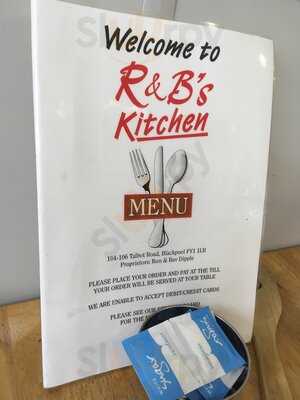 Welcome to
R&B's
Kitchen
MENU
104-106 Talbot Road, Blackpool FY1 1LR
Proprietors: Ron & Bev Dipple
PLEASE PLACE YOUR ORDER AND PAY AT THE TILL
YOUR ORDER WILL BE SERVED AT YOUR TABLE
WE ARE UNABLE TO ACCEPT DEBIT/CREDIT CARDS
PLEASE SEE OUR
FOR THE
Sugar